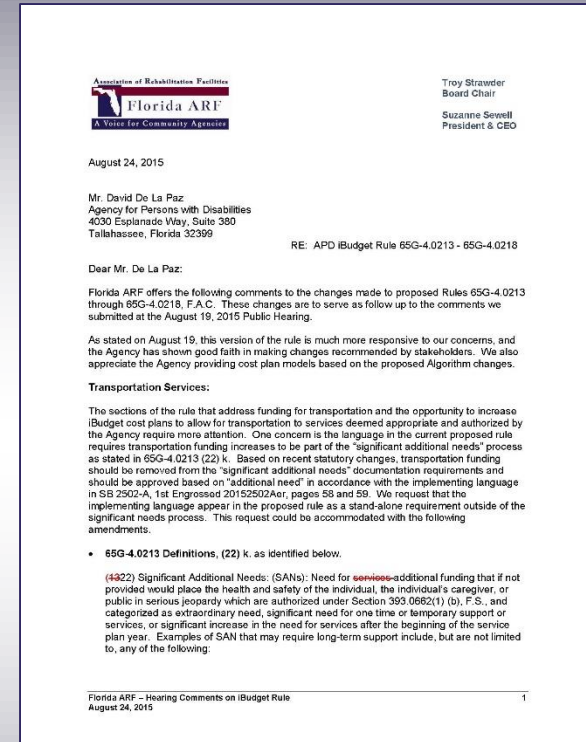 Association of Rehabilitation Facilities
Florida ARF
A Voice for Community Agencies
Troy Strawder
Board Chair
Suzanne Sewell
President & CEO
August 24, 2015
Mr. David De La Paz
Agency for Persons with Disabilities
4030 Esplanade Way, Suite 380
Tallahassee, Florida 32399
RE: APD iBudget Rule 65G-4.0213 - 65G-4.0218
Dear Mr. De La Paz:
Florida ARF offers the following comments to the changes made to proposed Rules 65G-4.0213
through 65G-4.0218, F.A.C. These changes are to serve as follow up to the comments we
submitted at the August 19, 2015 Public Hearing.
As stated on August 19, this version of the rule is much more responsive to our concerns, and
the Agency has shown good faith in making changes recommended by stakeholders. We also
appreciate the Agency providing cost plan models based on the proposed Algorithm changes.
Transportation Services:
The sections of the rule that address funding for transportation and the opportunity to increase
iBudget cost plans to allow for transportation to services deemed appropriate and authorized by
the Agency require more attention. One concern is the language in the current proposed rule
requires transportation funding increases to be part of the "significant additional needs" process
as stated in 65G-4.0213 (22) k. Based on recent statutory changes, transportation funding
should be removed from the "significant additional needs" documentation requirements and
should be approved based on "additional need" in accordance with the implementing language
in SB 2502-A, 1st Engrossed 20152502Aer, pages 58 and 59. We request that the
implementing language appear in the proposed rule as a stand-alone requirement outside of the
significant needs process. This request could be accommodated with the following
amendments.
• 65G-4.0213 Definitions, (22) k. as identified below.
(1322) Significant Additional Needs: (SANs): Need for services additional funding that if not
provided would place the health and safety of the individual, the individual's caregiver, or
public in serious jeopardy which are authorized under Section 393.0662(1) (b), F.S., and
categorized as extraordinary need, significant need for one time or temporary support or
services, or significant increase in the need for services after the beginning of the service
plan year. Examples of SAN that may require long-term support include, but are not limited
to, any of the following:
Florida ARF – Hearing Comments on iBudget Rule 1
August 24, 2015